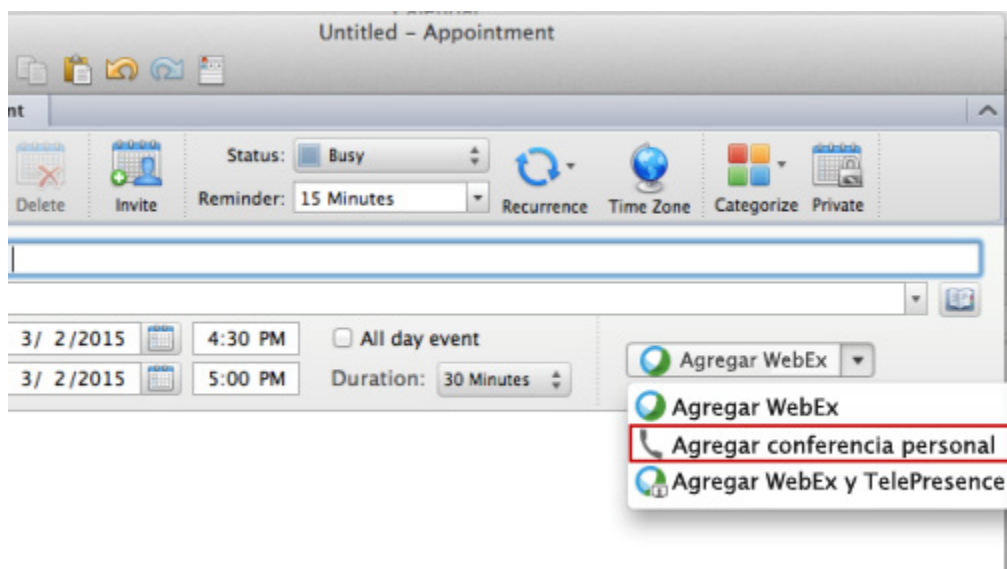 Untitled – Appointment
nt
Delete
Invite
Status: Busy
Reminder: 15 Minutes
Recurrence
Time Zone
Categorize
Private
3/ 2/2015 4:30 PM All day event
3/ 2/2015 5:00 PM Duration: 30 Minutes
Agregar WebEx
Agregar WebEx
Agregar conferencia personal
Agregar WebEx y TelePresence